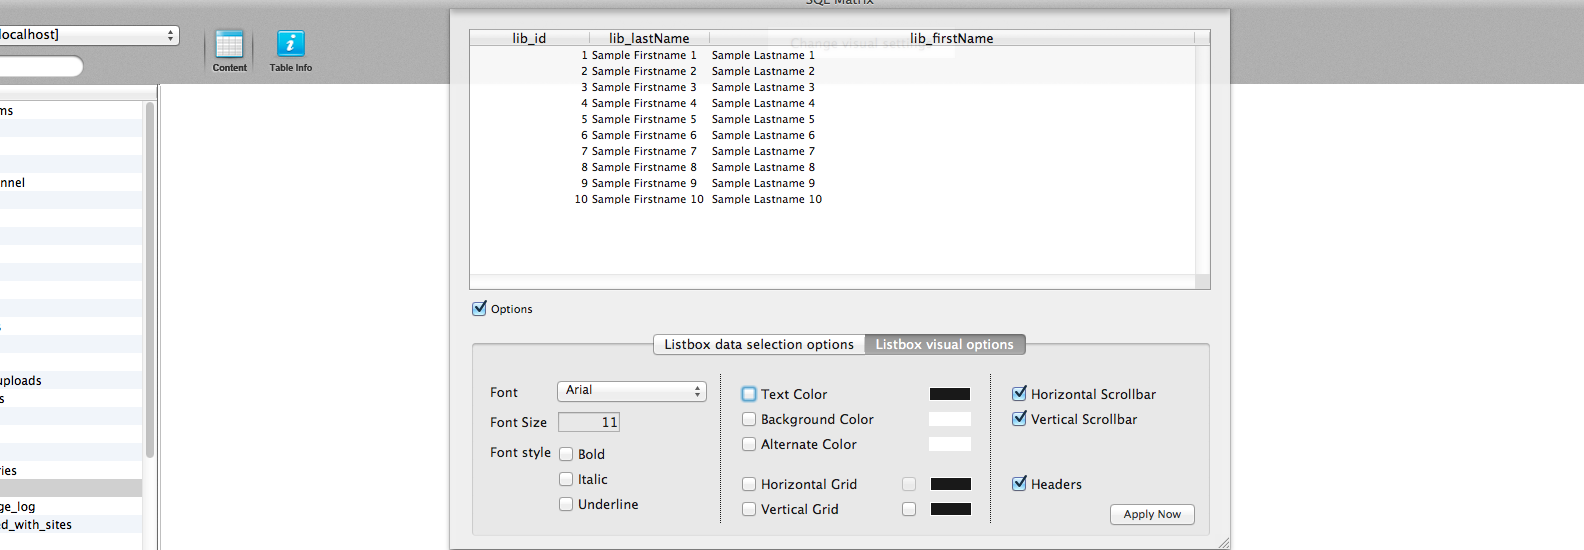 SQL Matrix
localhost]
Content
Table Info
Change visual settings
lib_id lib_lastName lib_firstName
1 Sample Firstname 1 Sample Lastname 1
2 Sample Firstname 2 Sample Lastname 2
3 Sample Firstname 3 Sample Lastname 3
4 Sample Firstname 4 Sample Lastname 4
5 Sample Firstname 5 Sample Lastname 5
6 Sample Firstname 6 Sample Lastname 6
7 Sample Firstname 7 Sample Lastname 7
8 Sample Firstname 8 Sample Lastname 8
9 Sample Firstname 9 Sample Lastname 9
10 Sample Firstname 10 Sample Lastname 10
ms
nnel
s
uploads
s
ries
ge_log
d_with_sites
Options
Listbox data selection options Listbox visual options
Font Arial
Font Size 11
Font style Bold
Italic
Underline
Text Color
Background Color
Alternate Color
Horizontal Grid
Vertical Grid
Horizontal Scrollbar
Vertical Scrollbar
Headers
Apply Now